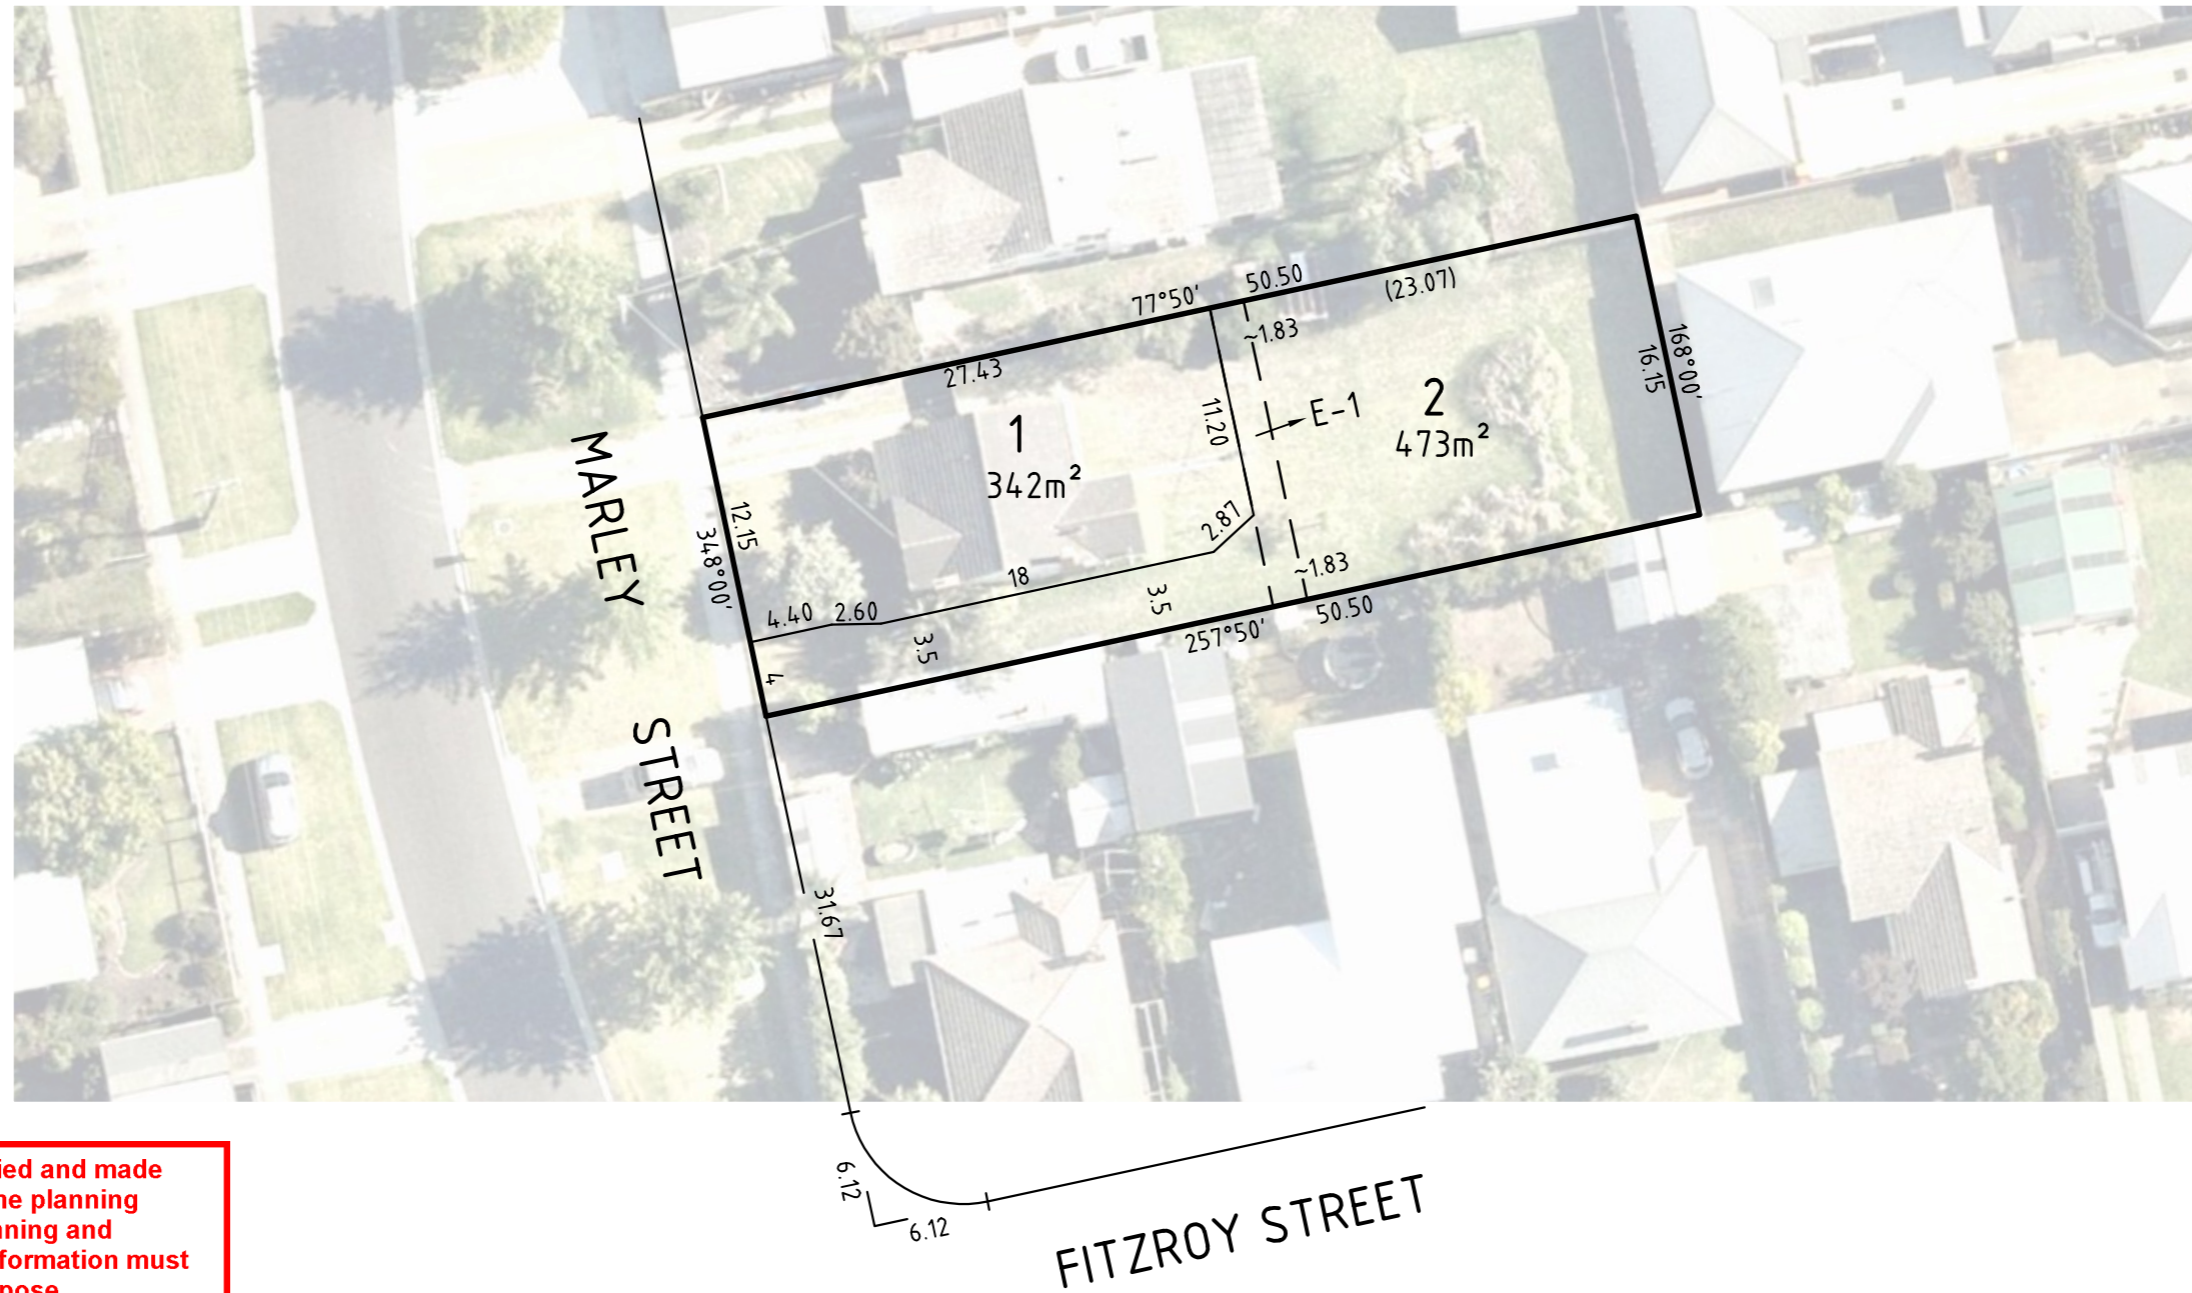 77°50'
50.50
(23.07)
27.43
~1.83
168°00'
16.15
1
342m²
11.20
E-1
2
473m²
MARLEY
STREET
12.15
348°00'
2.87
18
~1.83
4.40
2.60
3.5
3.5
4
257°50'
50.50
31.67
6.12
6.12
FITZROY STREET
ied and made
ne planning
nning and
formation must
pose